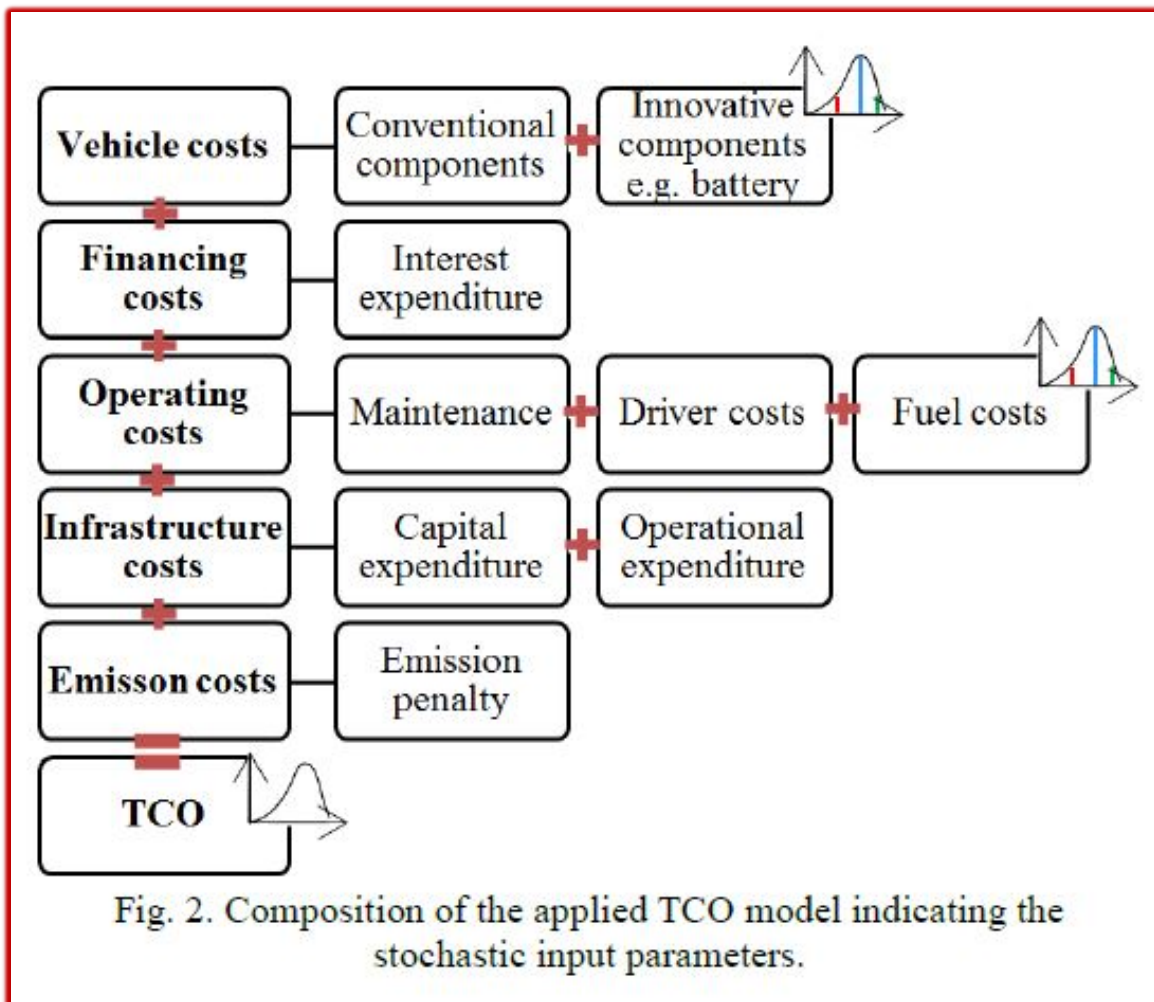 Vehicle costs
Conventional
components
+
Innovative
components
e.g. battery
+
Financing
costs
Interest
expenditure
+
Operating
costs
Maintenance
+
Driver costs
+
Fuel costs
+
Infrastructure
costs
Capital
expenditure
+
Operational
expenditure
+
Emisson costs
Emission
penalty
=
TCO
Fig. 2. Composition of the applied TCO model indicating the
stochastic input parameters.